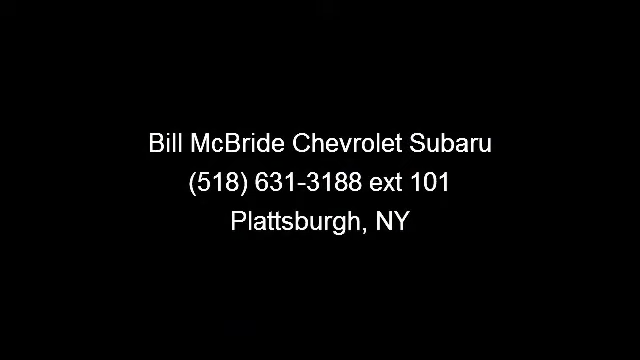 Bill McBride Chevrolet Subaru
(518) 631-3188 ext 101
Plattsburgh, NY